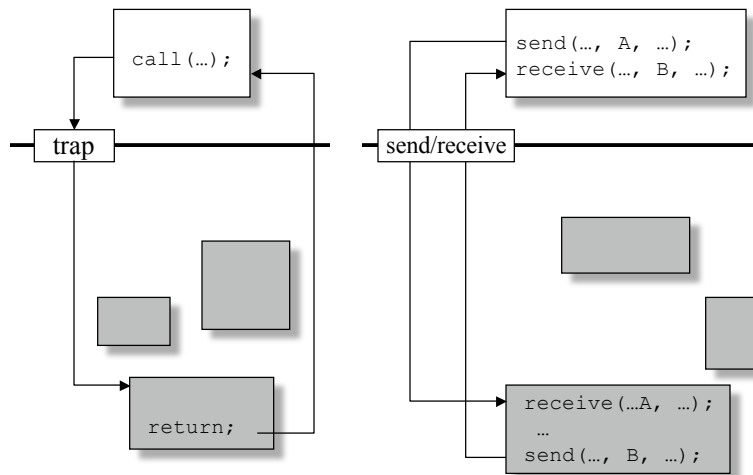 call(…);
trap
return;
send(…, A, …);
receive(…, B, …);
send/receive
receive(…A, …);
…
send(…, B, …);